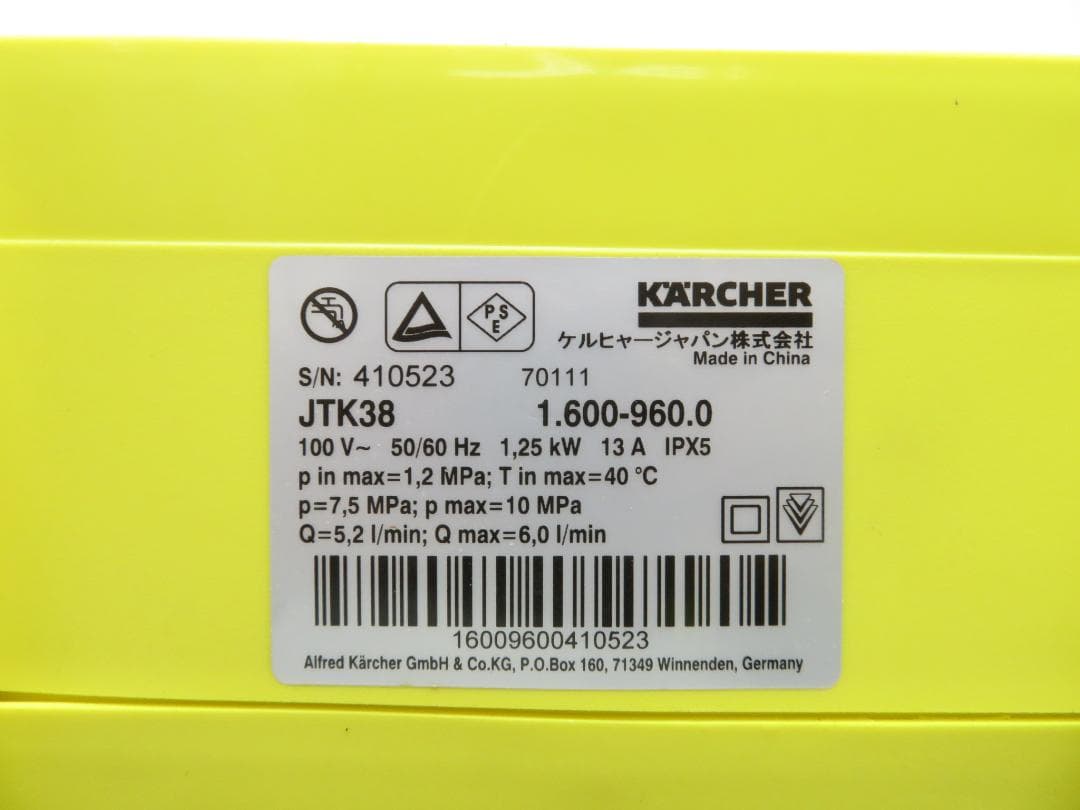 PSE
KÄRCHER
ケルヒャージャパン株式会社
Made in China
S/N: 410523 70111
JTK38 1.600-960.0
100 V~ 50/60 Hz 1,25 kW 13 A IPX5
p in max=1,2 MPa; T in max=40 °C
p=7,5 MPa; p max=10 MPa
Q=5,2 l/min; Q max=6,0 l/min
16009600410523
Alfred Kärcher GmbH & Co.KG, P.O.Box 160, 71349 Winnenden, Germany